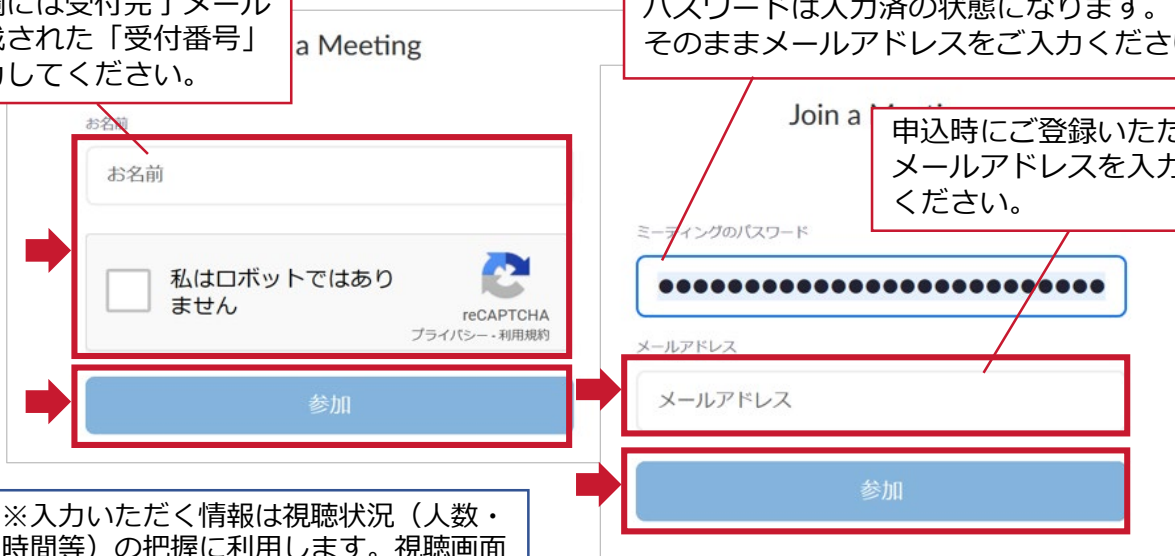 には受付完了メール
された「受付番号」
してください。
a Meeting
お名前
お名前
私はロボットではあり
ません
reCAPTCHA
プライバシー - 利用規約
参加
※入力いただく情報は視聴状況（人数・
時間等）の把握に利用します。視聴画面
パスワードは入力済の状態になります。
そのままメールアドレスをご入力くださ
Join a
申込時にご登録いただ
メールアドレスを入力
ください。
ミーティングのパスワード
メールアドレス
メールアドレス
参加